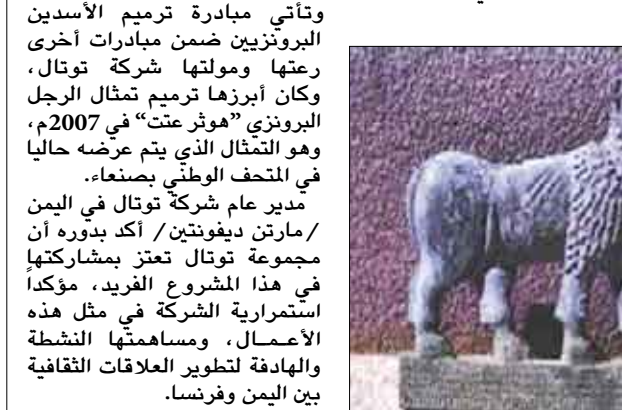 وتأتي مبادرة ترميم الأسدين
البرونزيين ضمن مبادرات أخرى
رعتها ومولتها شركة توتال،
وكان أبرزها ترميم تمثال الرجل
البرونزي "هوثر عثت" في 2007م،
وهو التمثال الذي يتم عرضه حاليا
في المتحف الوطني بصنعاء.
مدير عام شركة توتال في اليمن
/مارتن ديفونتين/ أكد بدوره أن
مجموعة توتال تعتز بمشاركتها
في هذا المشروع الفريد، مؤكداً
استمرارية الشركة في مثل هذه
الأعمـــال، ومساهمتها النشطة
والهادفة لتطوير العلاقات الثقافية
بين اليمن وفرنسا.